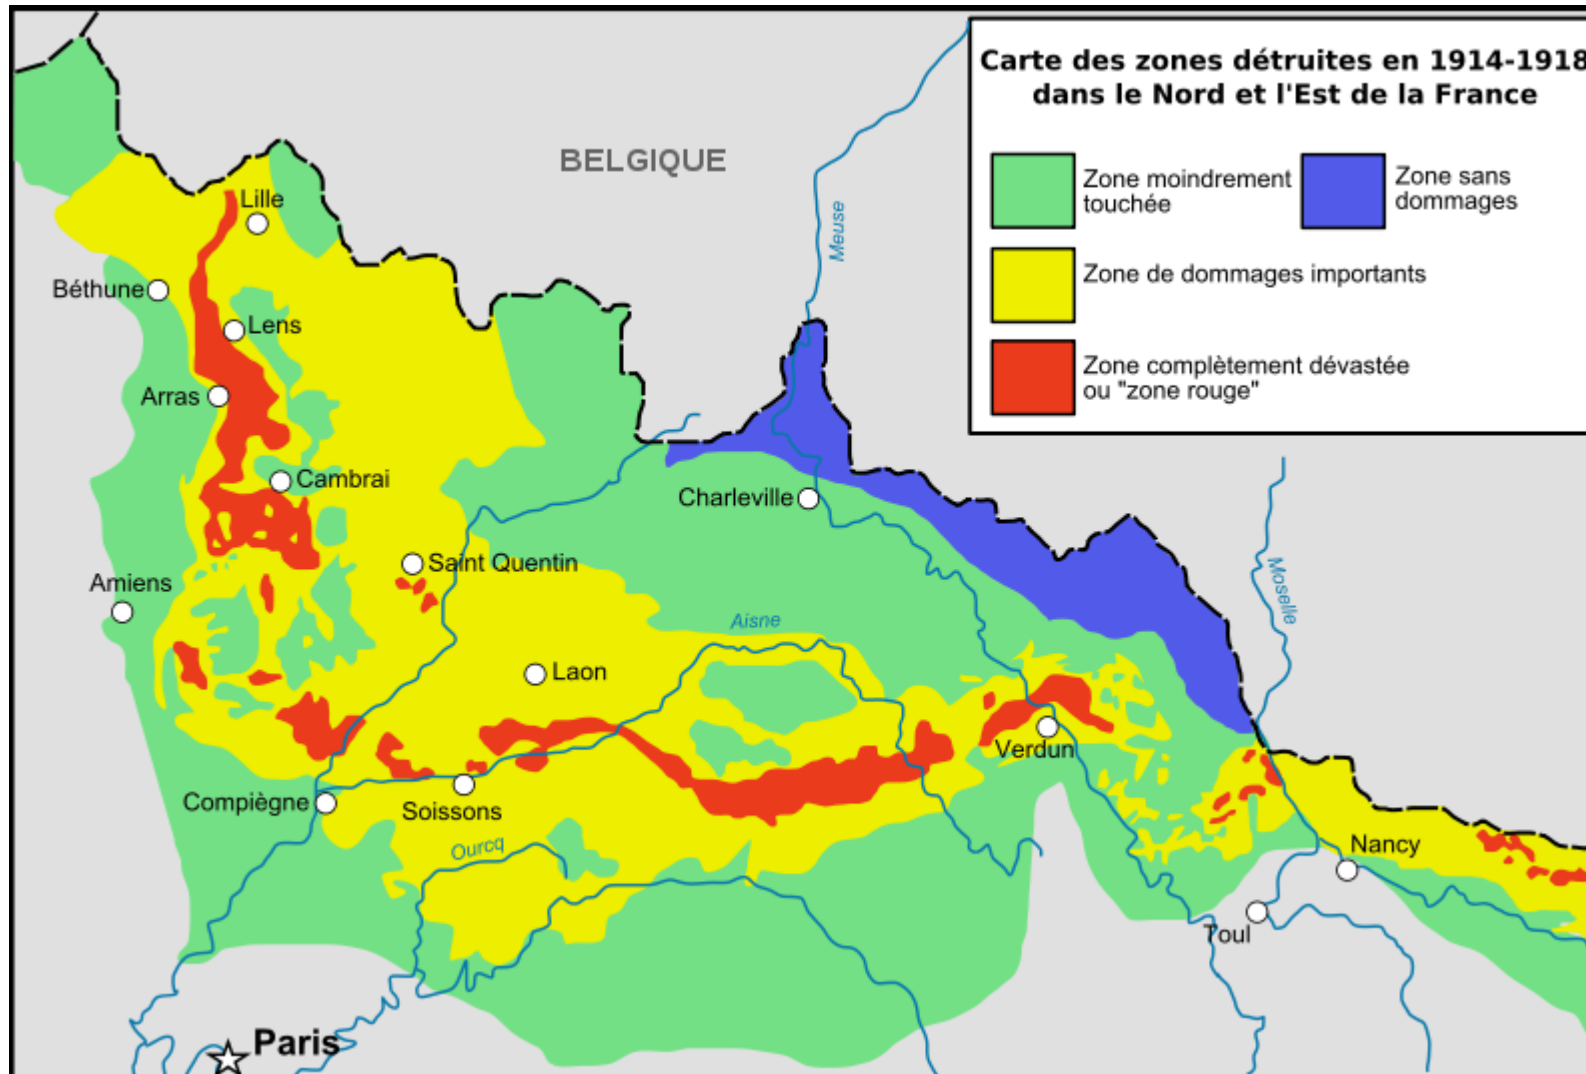 Carte des zones détruites en 1914-1918
dans le Nord et l'Est de la France
Zone moindrement
touchée
Zone sans
dommages
Zone de dommages importants
Zone complètement dévastée
ou "zone rouge"
BELGIQUE
Meuse
Lille
Béthune
Lens
Arras
Cambrai
Charleville
Saint Quentin
Amiens
Moselle
Aisne
Laon
Verdun
Compiègne
Soissons
Ourcq
Nancy
Toul
Paris